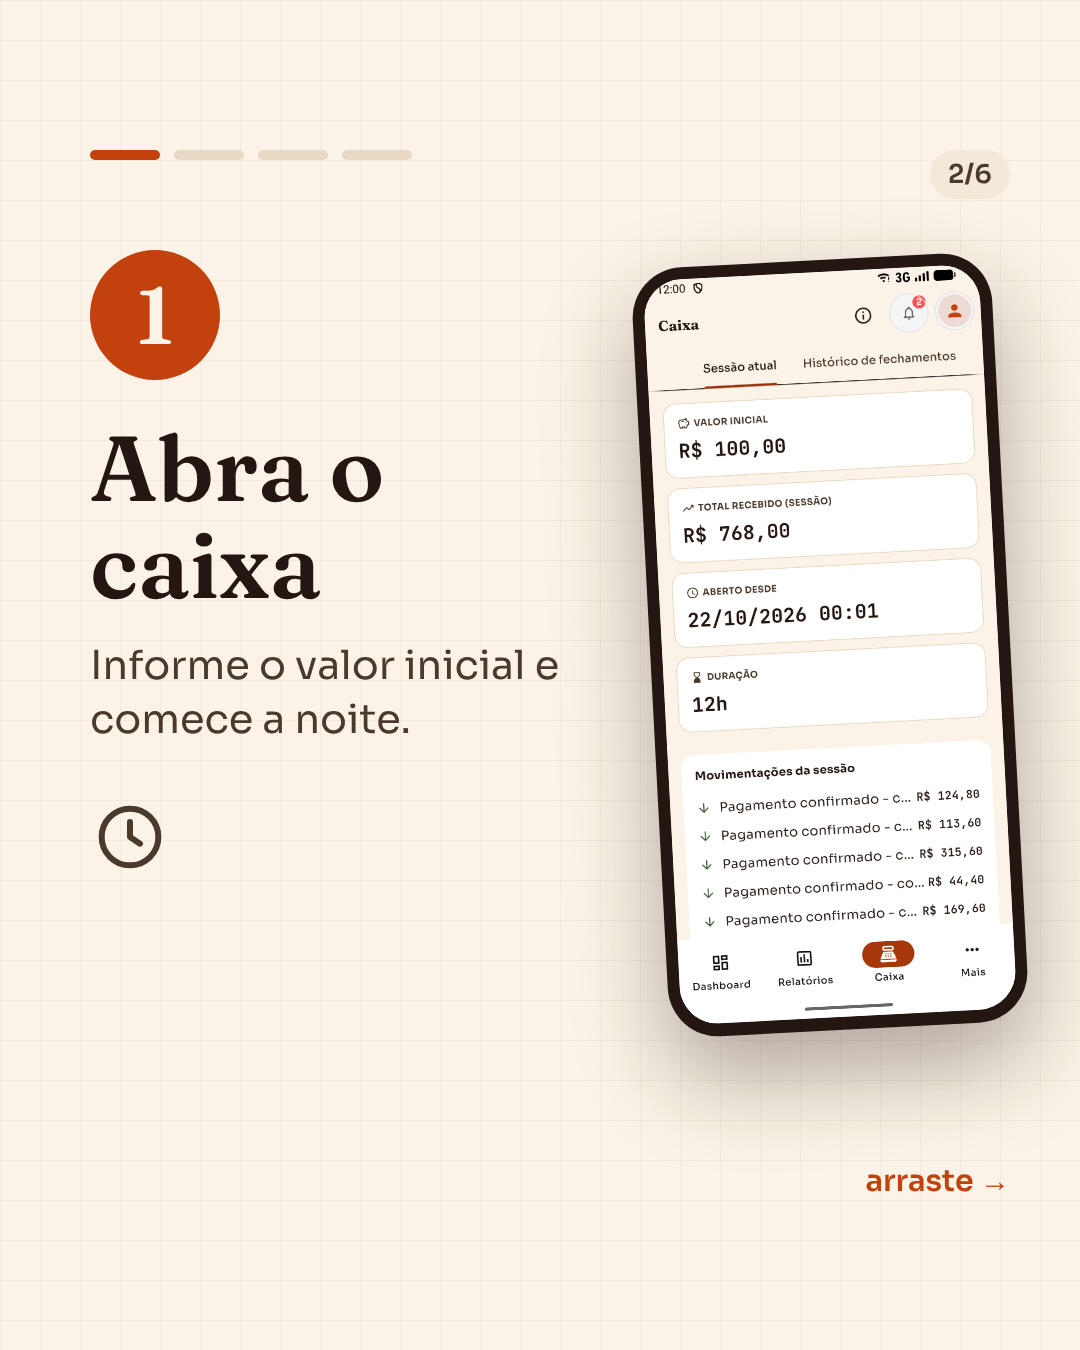 2/6
1
Abra o
caixa
Informe o valor inicial e
comece a noite.
12:00
3G
Caixa
2
Sessão atual
Histórico de fechamentos
VALOR INICIAL
R$ 100,00
TOTAL RECEBIDO (SESSÃO)
R$ 768,00
ABERTO DESDE
22/10/2026 00:01
DURAÇÃO
12h
Movimentações da sessão
Pagamento confirmado - c... R$ 124,80
Pagamento confirmado - c... R$ 113,60
Pagamento confirmado - c... R$ 315,60
Pagamento confirmado - co... R$ 44,40
Pagamento confirmado - c... R$ 169,60
Dashboard
Relatórios
Caixa
Mais
arraste →